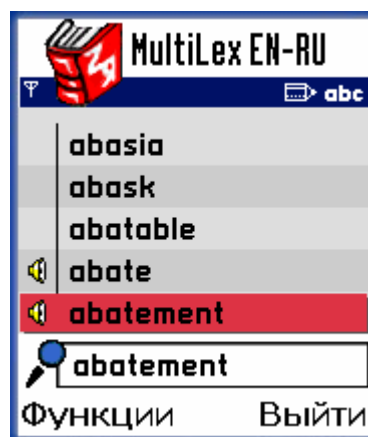 MultiLex EN-RU
abc
abasia
abask
abatable
abate
abatement
abatement
Функции Выйти